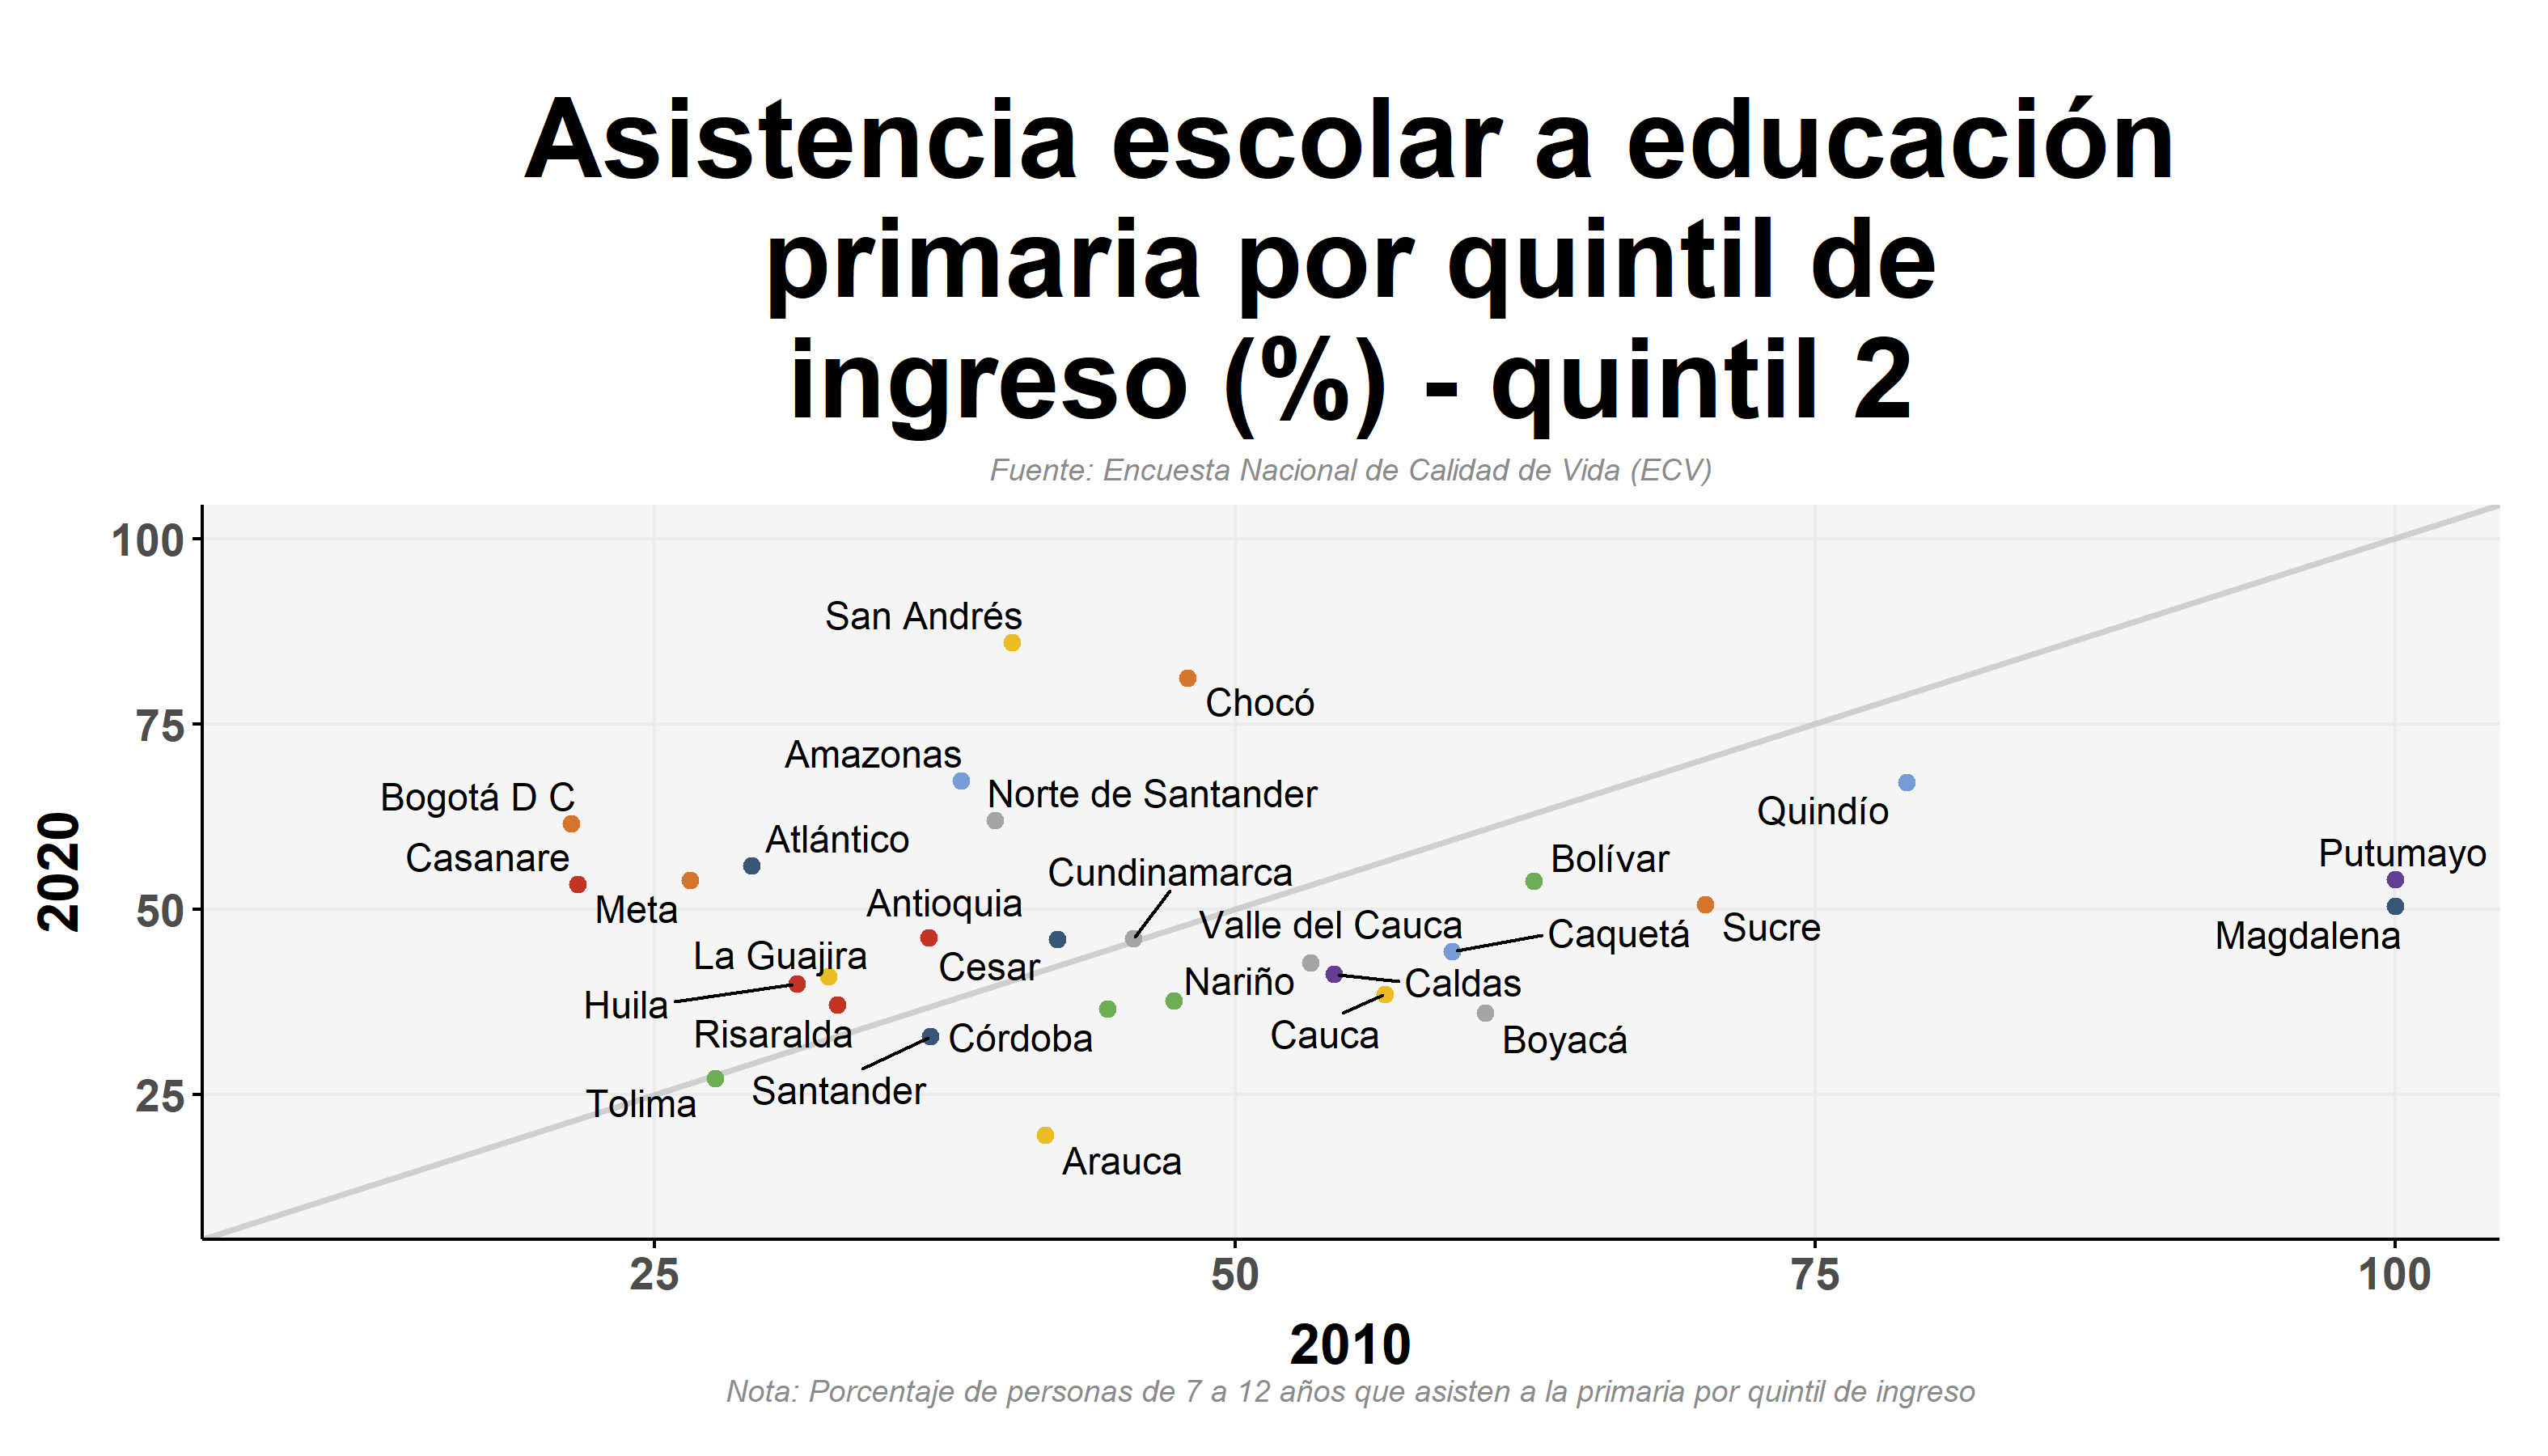 Asistencia escolar a educación
primaria por quintil de
ingreso (%) - quintil 2
Fuente: Encuesta Nacional de Calidad de Vida (ECV)
100
75
50
25
2020
San Andrés
Chocó
Amazonas
Norte de Santander
Bogotá D C
Quindío
Atlántico
Casanare
Cundinamarca
Bolívar
Putumayo
Meta
Antioquia
Valle del Cauca
Caquetá
Sucre
Magdalena
La Guajira
Cesar
Nariño
Caldas
Huila
Risaralda
Córdoba
Cauca
Boyacá
Tolima
Santander
Arauca
25
50
75
100
2010
Nota: Porcentaje de personas de 7 a 12 años que asisten a la primaria por quintil de ingreso